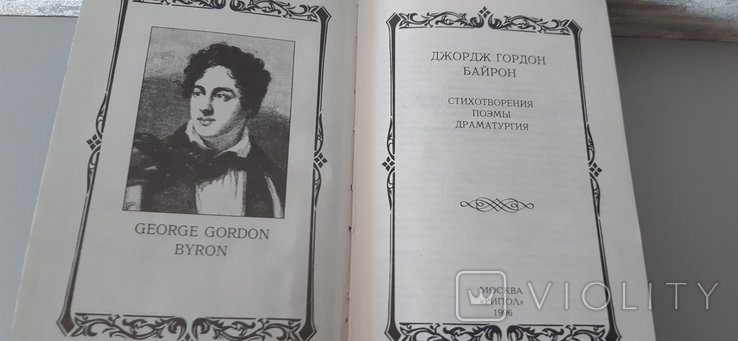 GEORGE GORDON
BYRON
ДЖОРДЖ ГОРДОН
БАЙРОН
СТИХОТВОРЕНИЯ
ПОЭМЫ
ДРАМАТУРГИЯ
МОСКВА
1996
VIOLITY